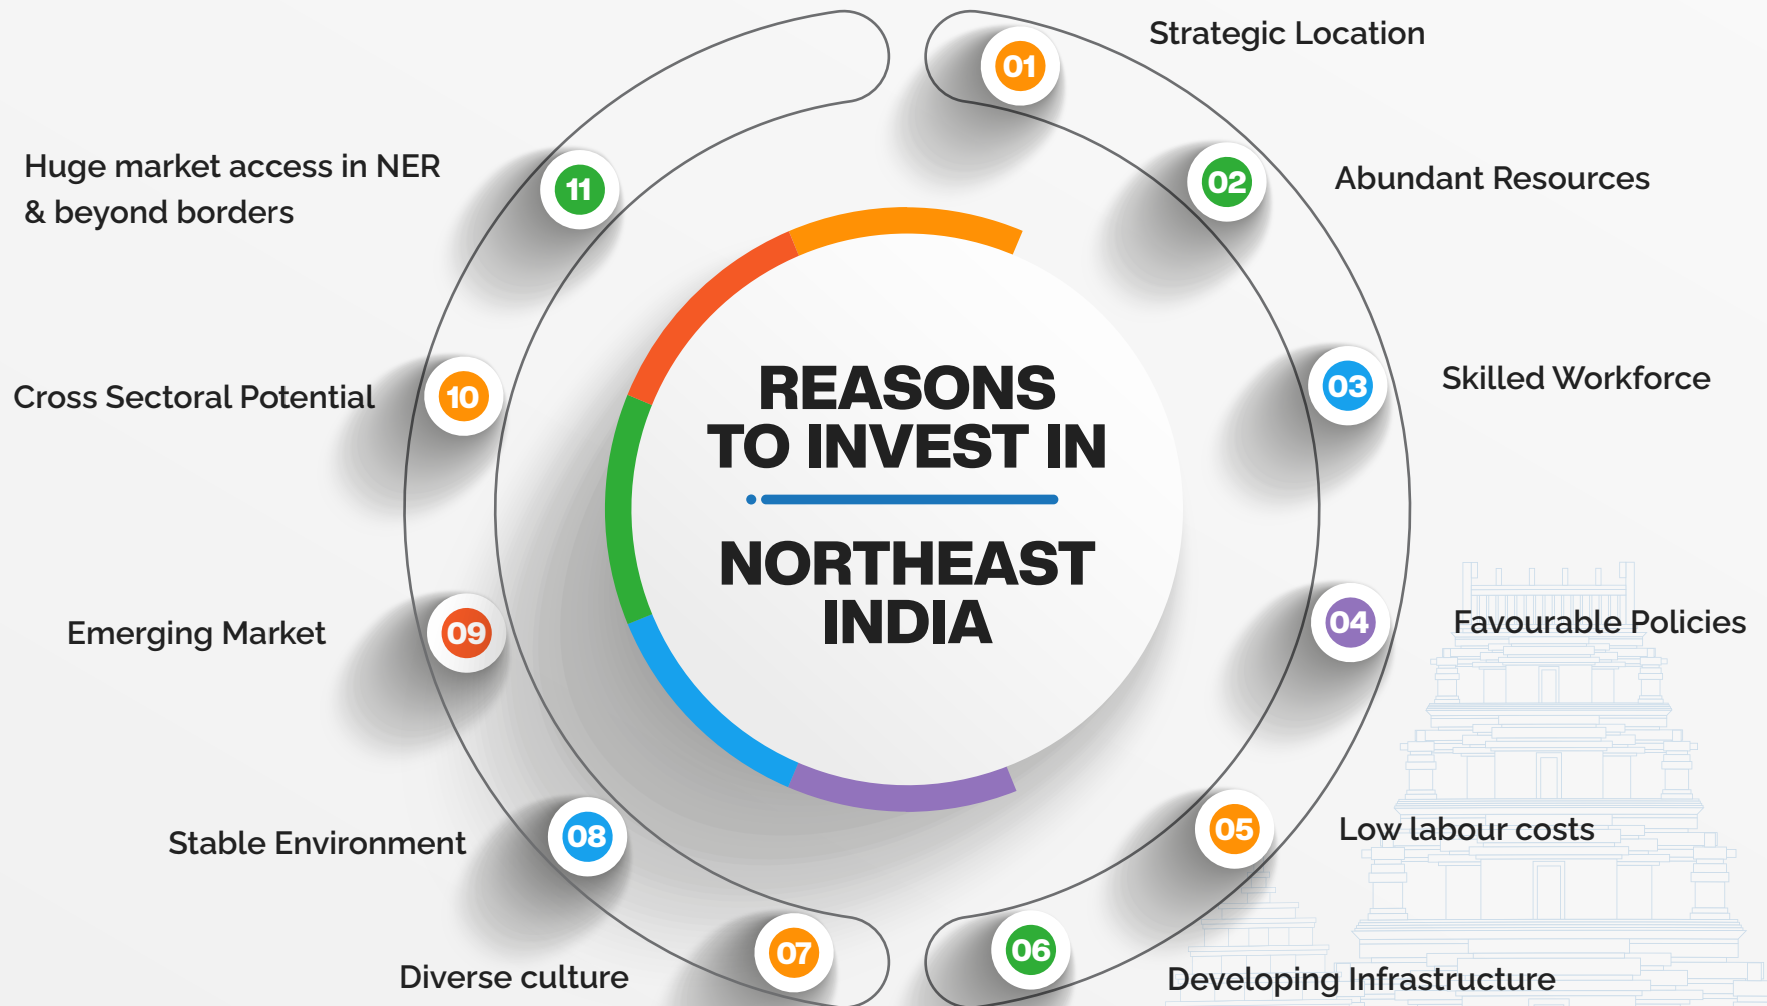 REASONS
TO INVEST IN
NORTHEAST
INDIA
01
Strategic Location
02
Abundant Resources
03
Skilled Workforce
04
Favourable Policies
05
Low labour costs
06
Developing Infrastructure
07
Diverse culture
08
Stable Environment
09
Emerging Market
10
Cross Sectoral Potential
11
Huge market access in NER
& beyond borders